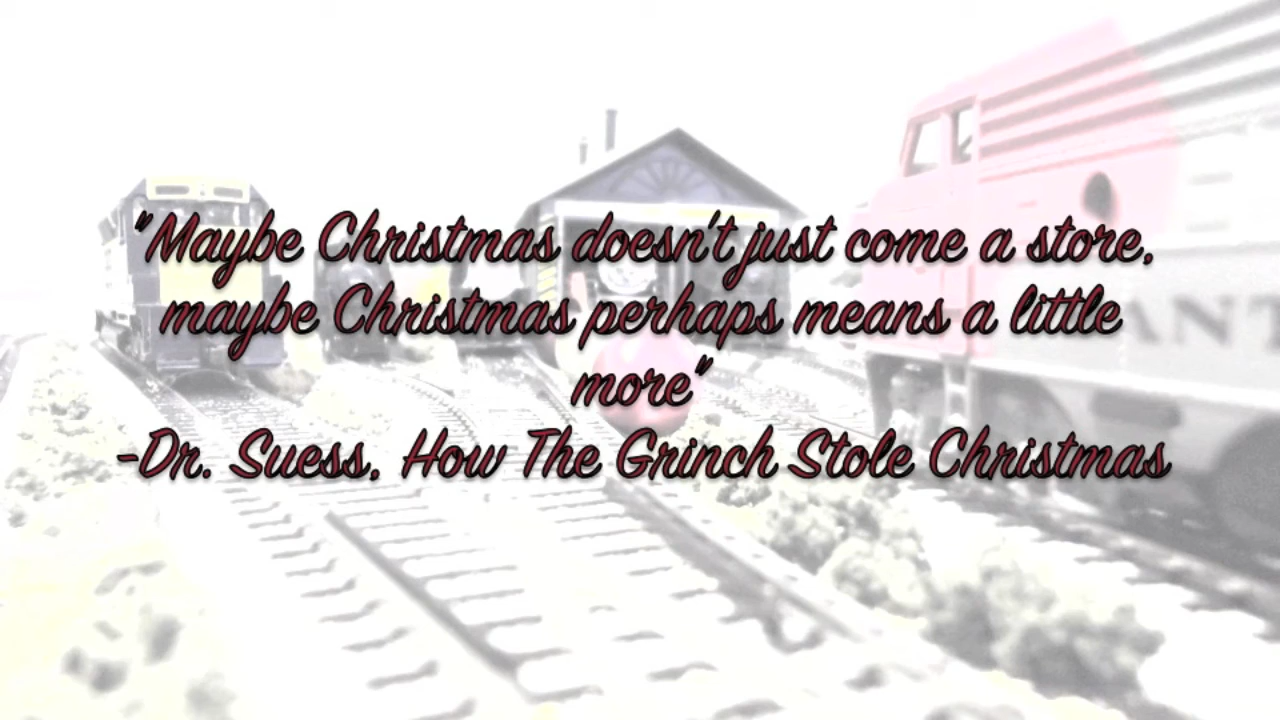 "Maybe Christmas doesn't just come a store,
maybe Christmas perhaps means a little
more"
-Dr. Suess, How The Grinch Stole Christmas
ANT